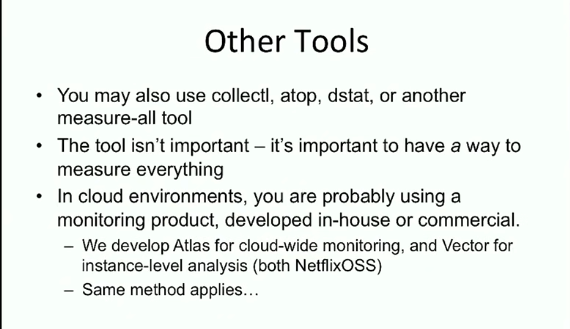 Other Tools
• You may also use collectl, atop, dstat, or another
measure-all tool
• The tool isn't important – it's important to have a way to
measure everything
• In cloud environments, you are probably using a
monitoring product, developed in-house or commercial.
– We develop Atlas for cloud-wide monitoring, and Vector for
instance-level analysis (both NetflixOSS)
– Same method applies…